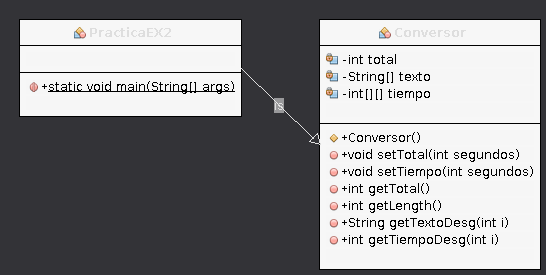 PracticaEX2
+static void main(String[] args)
is
Conversor
-int total
-String[] texto
-int[][] tiempo
+Conversor()
+void setTotal(int segundos)
+void setTiempo(int segundos)
+int getTotal()
+int getLength()
+String getTextoDesg(int i)
+int getTiempoDesg(int i)